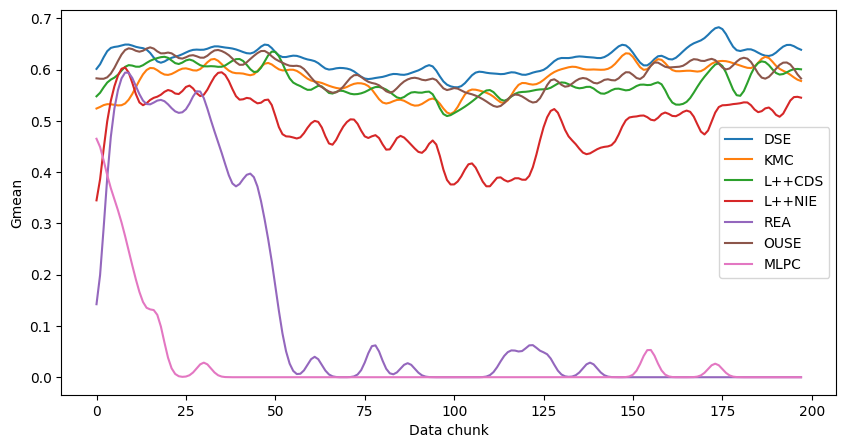 Gmean
0.7
0.6
0.5
0.4
0.3
0.2
0.1
0.0
DSE
KMC
L++CDS
L++NIE
REA
OUSE
MLPC
0 25 50 75 100 125 150 175 200
Data chunk